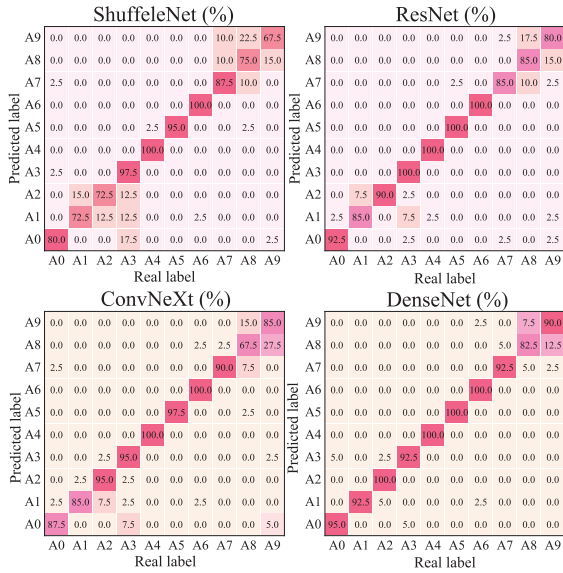 ShuffeleNet (%)
A9 0.0 0.0 0.0 0.0 0.0 0.0 0.0 10.0 22.5 67.5
A8 0.0 0.0 0.0 0.0 0.0 0.0 0.0 10.0 75.0 15.0
A7 2.5 0.0 0.0 0.0 0.0 0.0 0.0 87.5 10.0 0.0
A6 0.0 0.0 0.0 0.0 0.0 0.0 100.0 0.0 0.0 0.0
A5 0.0 0.0 0.0 0.0 2.5 95.0 0.0 0.0 2.5 0.0
A4 0.0 0.0 0.0 0.0 100.0 0.0 0.0 0.0 0.0 0.0
A3 2.5 0.0 0.0 97.5 0.0 0.0 0.0 0.0 0.0 0.0
A2 0.0 15.0 72.5 12.5 0.0 0.0 0.0 0.0 0.0 0.0
A1 0.0 72.5 12.5 12.5 0.0 0.0 2.5 0.0 0.0 0.0
A0 80.0 0.0 0.0 17.5 0.0 0.0 0.0 0.0 0.0 2.5
A0 A1 A2 A3 A4 A5 A6 A7 A8 A9
Real label
Predicted label
ResNet (%)
A9 0.0 0.0 0.0 0.0 0.0 0.0 0.0 2.5 17.5 80.0
A8 0.0 0.0 0.0 0.0 0.0 0.0 0.0 0.0 85.0 15.0
A7 0.0 0.0 0.0 0.0 0.0 2.5 0.0 85.0 10.0 2.5
A6 0.0 0.0 0.0 0.0 0.0 0.0 100.0 0.0 0.0 0.0
A5 0.0 0.0 0.0 0.0 0.0 100.0 0.0 0.0 0.0 0.0
A4 0.0 0.0 0.0 0.0 100.0 0.0 0.0 0.0 0.0 0.0
A3 0.0 0.0 0.0 100.0 0.0 0.0 0.0 0.0 0.0 0.0
A2 0.0 7.5 90.0 2.5 0.0 0.0 0.0 0.0 0.0 0.0
A1 2.5 85.0 0.0 7.5 2.5 0.0 0.0 0.0 0.0 0.0
A0 92.5 0.0 0.0 2.5 0.0 0.0 0.0 0.0 0.0 2.5
A0 A1 A2 A3 A4 A5 A6 A7 A8 A9
Real label
Predicted label
ConvNeXt (%)
A9 0.0 0.0 0.0 0.0 0.0 0.0 0.0 0.0 15.0 85.0
A8 0.0 0.0 0.0 0.0 0.0 0.0 2.5 2.5 67.5 27.5
A7 2.5 0.0 0.0 0.0 0.0 0.0 0.0 90.0 7.5 0.0
A6 0.0 0.0 0.0 0.0 0.0 0.0 100.0 0.0 0.0 0.0
A5 0.0 0.0 0.0 0.0 0.0 97.5 0.0 0.0 2.5 0.0
A4 0.0 0.0 0.0 0.0 100.0 0.0 0.0 0.0 0.0 0.0
A3 0.0 0.0 2.5 95.0 0.0 0.0 0.0 0.0 0.0 2.5
A2 0.0 2.5 95.0 2.5 0.0 0.0 0.0 0.0 0.0 0.0
A1 2.5 85.0 7.5 2.5 0.0 0.0 2.5 0.0 0.0 0.0
A0 87.5 0.0 0.0 7.5 0.0 0.0 0.0 0.0 0.0 5.0
A0 A1 A2 A3 A4 A5 A6 A7 A8 A9
Real label
Predicted label
DenseNet (%)
A9 0.0 0.0 0.0 0.0 0.0 0.0 2.5 0.0 7.5 90.0
A8 0.0 0.0 0.0 0.0 0.0 0.0 0.0 5.0 82.5 12.5
A7 0.0 0.0 0.0 0.0 0.0 0.0 0.0 92.5 5.0 2.5
A6 0.0 0.0 0.0 0.0 0.0 0.0 100.0 0.0 0.0 0.0
A5 0.0 0.0 0.0 0.0 0.0 100.0 0.0 0.0 0.0 0.0
A4 0.0 0.0 0.0 0.0 100.0 0.0 0.0 0.0 0.0 0.0
A3 5.0 0.0 2.5 92.5 0.0 0.0 0.0 0.0 0.0 0.0
A2 0.0 0.0 100.0 0.0 0.0 0.0 0.0 0.0 0.0 0.0
A1 0.0 92.5 5.0 0.0 0.0 0.0 2.5 0.0 0.0 0.0
A0 95.0 0.0 0.0 5.0 0.0 0.0 0.0 0.0 0.0 0.0
A0 A1 A2 A3 A4 A5 A6 A7 A8 A9
Real label
Predicted label